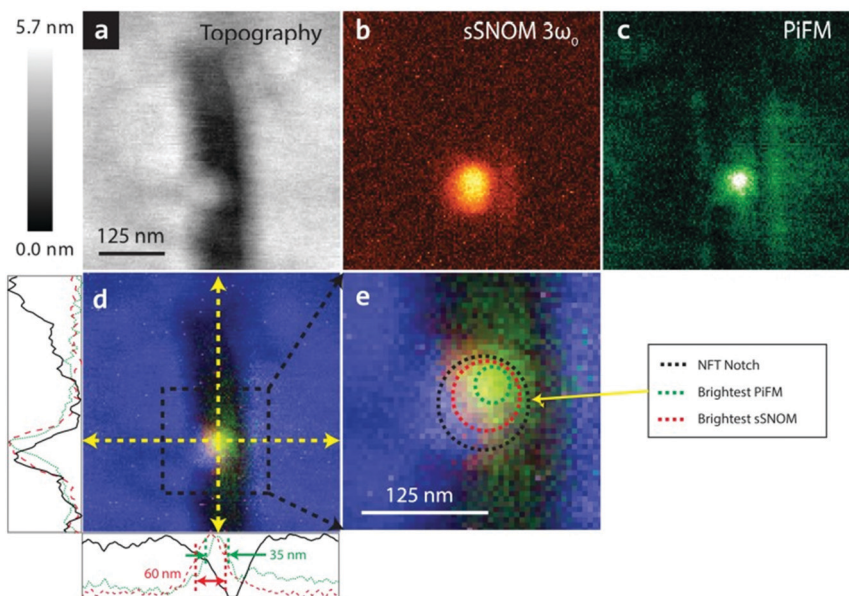 5.7 nm
0.0 nm
a
Topography
125 nm
b
sSNOM 3ω₀
c
PiFM
d
e
125 nm
NFT Notch
Brightest PiFM
Brightest sSNOM
35 nm
60 nm